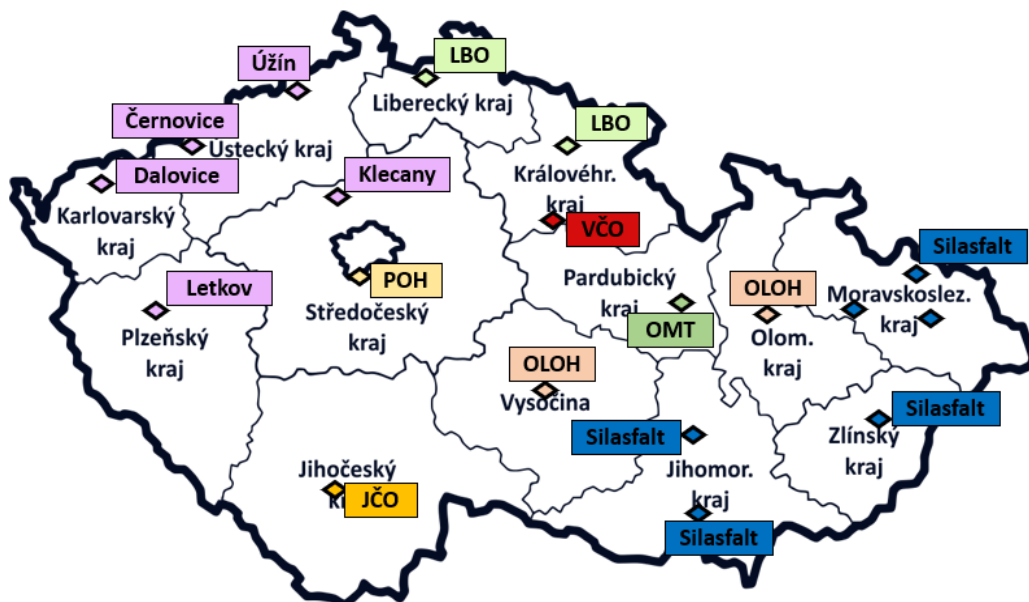 Úžín
LBO
Liberecký kraj
Černovice
Ústecký kraj
LBO
Dalovice
Klecany
Královéhr.
kraj
Karlovarský
kraj
VČO
Silasfalt
Letkov
POH
Pardubický
kraj
OLOH
Moravskoslez.
kraj
Středočeský
kraj
Plzeňský
kraj
OMT
Olom.
kraj
OLOH
Vysočina
Silasfalt
Silasfalt
Zlínský
kraj
Jihočeský
JČO
Jihomor.
kraj
Silasfalt